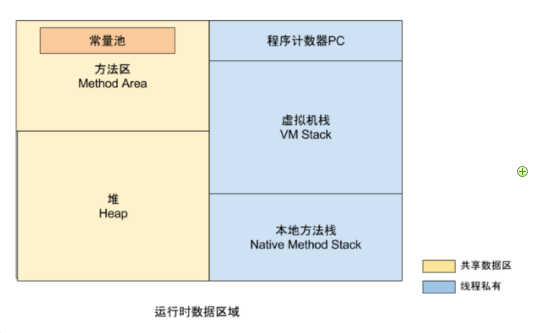 常量池
方法区
Method Area
堆
Heap
程序计数器PC
虚拟机栈
VM Stack
本地方法栈
Native Method Stack
共享数据区
线程私有
运行时数据区域